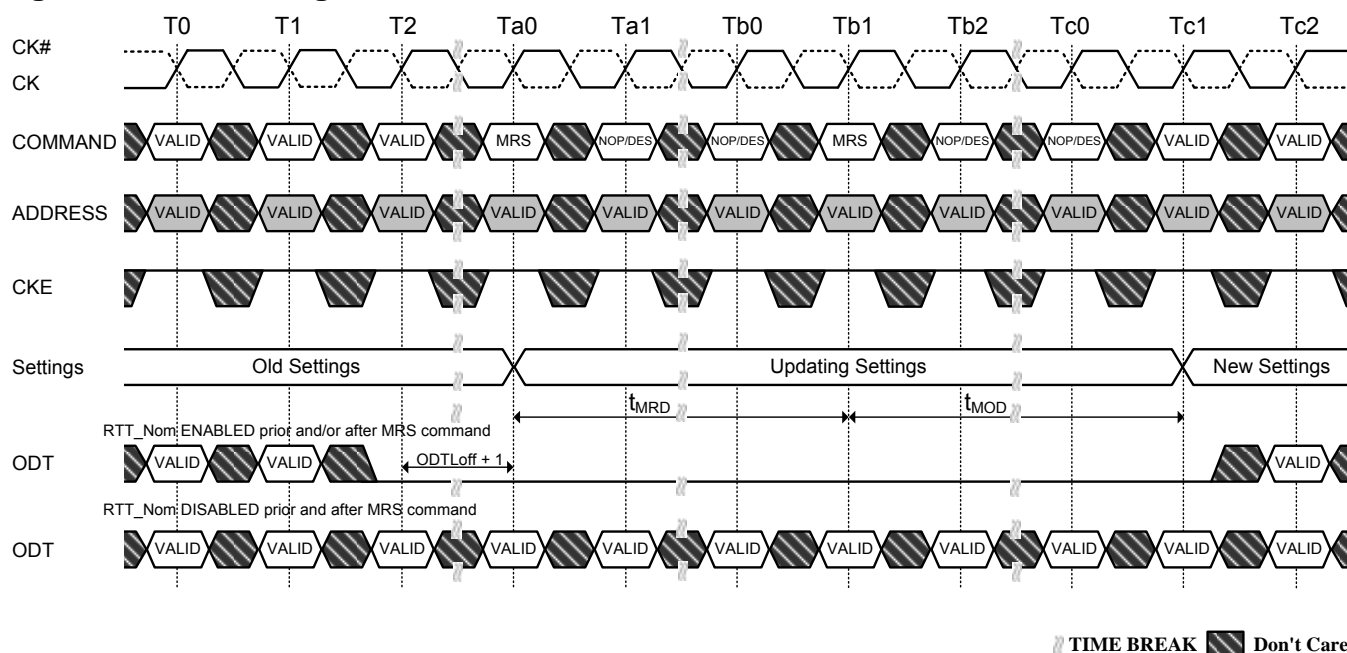 T0 T1 T2 Ta0 Ta1 Tb0 Tb1 Tb2 Tc0 Tc1 Tc2
CK#
CK
COMMAND VALID VALID VALID MRS NOP/DES NOP/DES MRS NOP/DES NOP/DES VALID VALID
ADDRESS VALID VALID VALID VALID VALID VALID VALID VALID VALID VALID VALID
CKE
Settings Old Settings Updating Settings New Settings
tMRD tMOD
RTT_Nom ENABLED prior and/or after MRS command
ODT VALID VALID ODTLoff + 1 VALID
RTT_Nom DISABLED prior and after MRS command
ODT VALID VALID VALID VALID VALID VALID VALID VALID VALID VALID VALID
TIME BREAK Don't Care